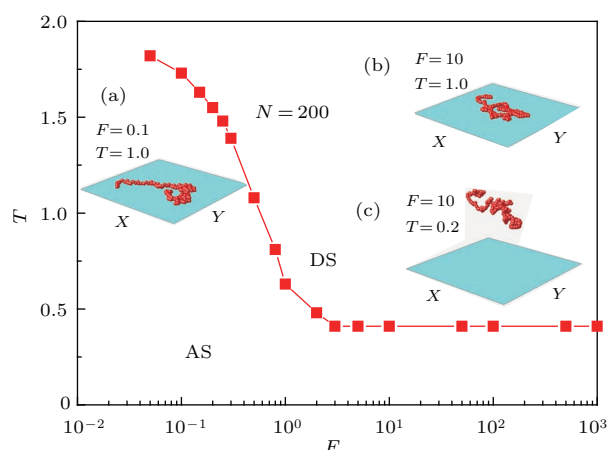 2.0
1.5
1.0
0.5
0
T
(a)
F = 0.1
T = 1.0
X
Y
N = 200
(b)
F = 10
T = 1.0
X
Y
(c)
F = 10
T = 0.2
X
Y
DS
AS
10⁻²
10⁻¹
10⁰
10¹
10²
10³
F